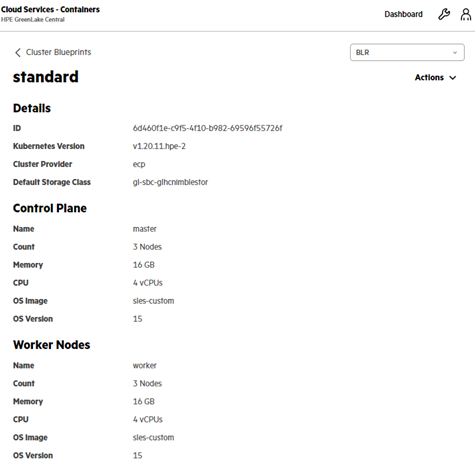 Cloud Services - Containers
HPE GreenLake Central
Dashboard
Cluster Blueprints
BLR
standard
Actions
Details
ID 6d460f1e-c9f5-4f10-b982-69596f55726f
Kubernetes Version v1.20.11.hpe-2
Cluster Provider ecp
Default Storage Class gl-sbc-glhcnimblestor
Control Plane
Name master
Count 3 Nodes
Memory 16 GB
CPU 4 vCPUs
OS Image sles-custom
OS Version 15
Worker Nodes
Name worker
Count 3 Nodes
Memory 16 GB
CPU 4 vCPUs
OS Image sles-custom
OS Version 15